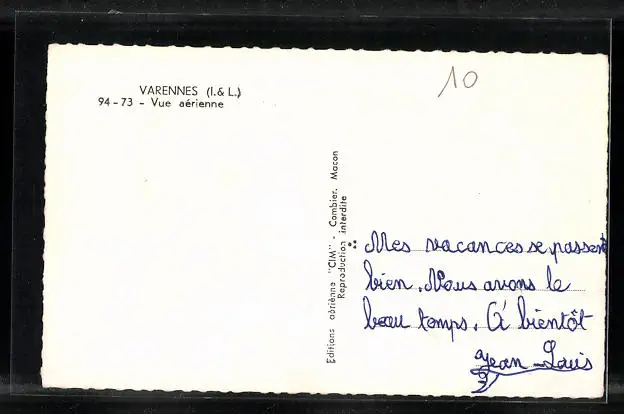 VARENNES (I. & L.)
94-73 - Vue aérienne
10
Editions aérienne "CIM" - Combier. Macon
Reproduction interdite
Mes vacances se passent
bien. Nous avons le
beau temps. A bientôt
Jean-Louis